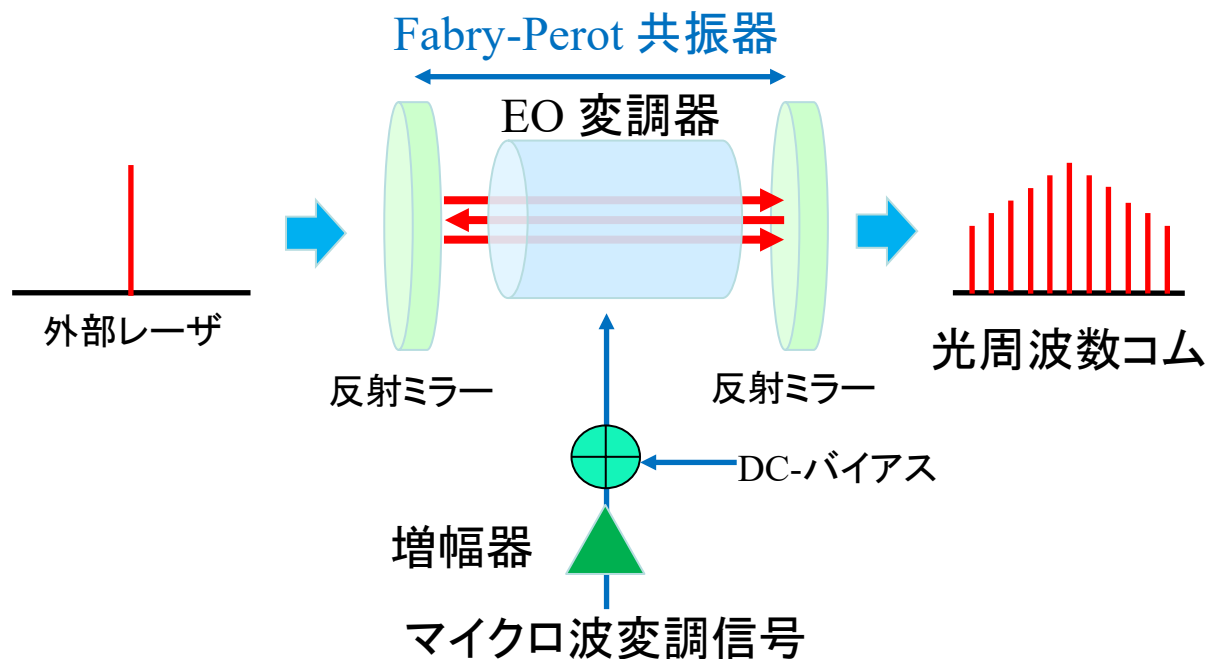 Fabry-Perot 共振器
EO 変調器
外部レーザ
反射ミラー
反射ミラー
光周波数コム
DC-バイアス
増幅器
マイクロ波変調信号